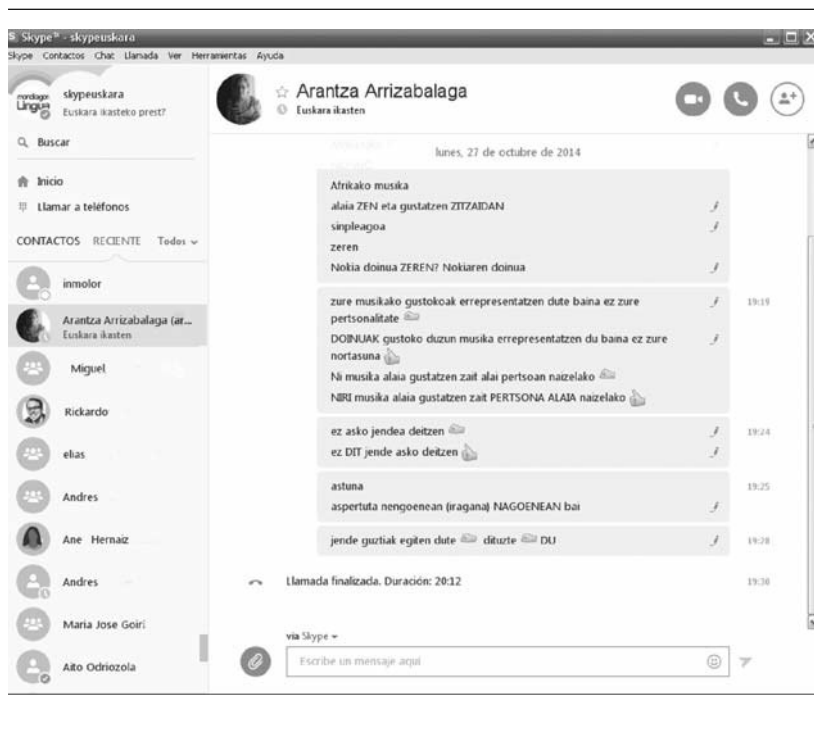 Skype™ - skypeuskara
Skype Contactos Chat Llamada Ver Herramientas Ayuda
mondragon
Lingua
skypeuskara
Euskara ikasteko prest?
Buscar
Inicio
Llamar a teléfonos
CONTACTOS RECIENTE Todos
inmolor
Arantza Arrizabalaga (ar...
Euskara ikasten
Miguel
Rickardo
elias
Andres
Ane Hernaiz
Andres
Maria Jose Goiri
Aito Odriozola
Arantza Arrizabalaga
Euskara ikasten
lunes, 27 de octubre de 2014
Afrikako musika
alaia ZEN eta gustatzen ZITZAIDAN
sinpleagoa
zeren
Nokia doinua ZEREN? Nokiaren doinua
zure musikako gustokoak errepresentatzen dute baina ez zure
pertsonalitate
19:19
DOINUAK gustoko duzun musika errepresentatzen du baina ez zure
nortasuna
Ni musika alaia gustatzen zait alai pertsoan naizelako
NIRI musika alaia gustatzen zait PERTSONA ALAIA naizelako
ez asko jendea deitzen
19:24
ez DIT jende asko deitzen
astuna
19:25
aspertuta nengoenean (iragana) NAGOENEAN bai
jende guztiak egiten dute dituzte DU
19:28
Llamada finalizada. Duración: 20:12
19:30
via Skype
Escribe un mensaje aquí